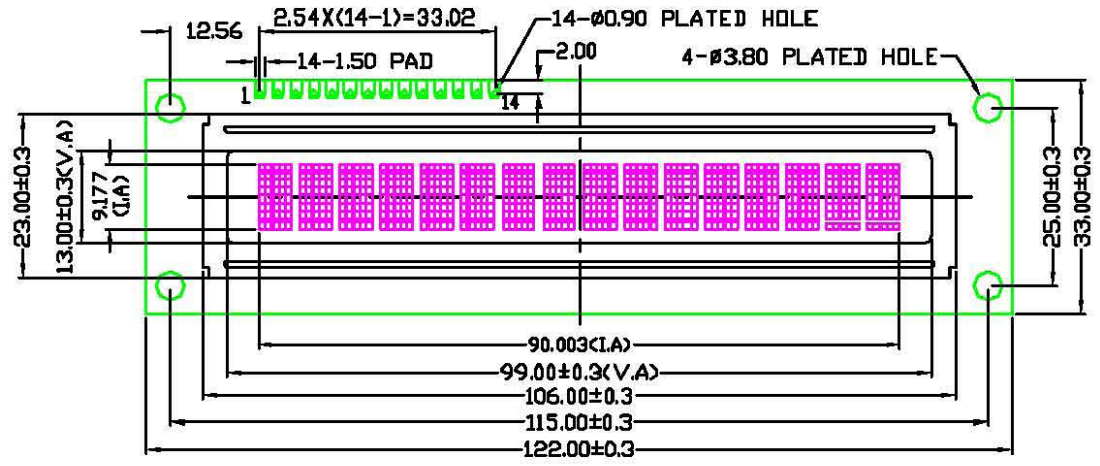 2.54X(14-1)=33.02
14-Ø0.90 PLATED HOLE
12.56
2.00
4-Ø3.80 PLATED HOLE
14-1.50 PAD
1
14
23.00±0.3
13.00±0.3(V.A)
9.177
(I.A)
25.00±0.3
33.00±0.3
90.003(I.A)
99.00±0.3(V.A)
106.00±0.3
115.00±0.3
122.00±0.3